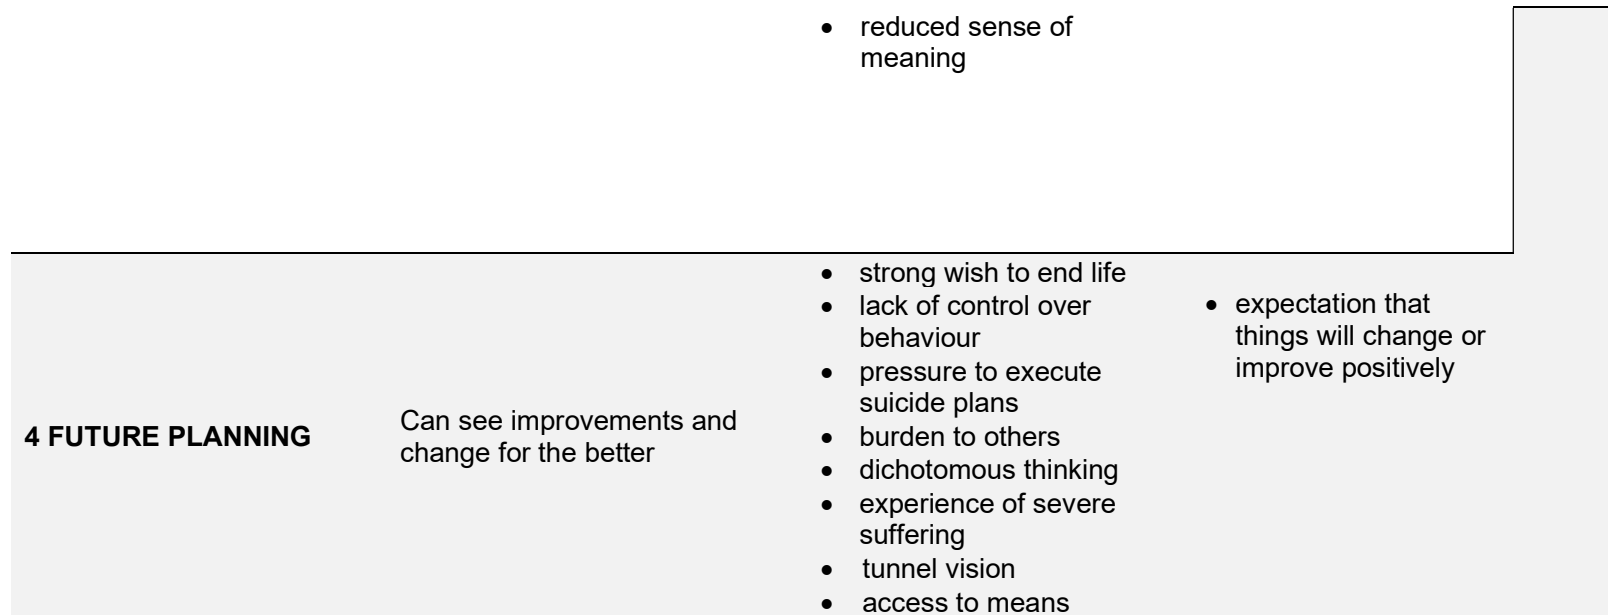 • reduced sense of
meaning
4 FUTURE PLANNING
Can see improvements and
change for the better
• strong wish to end life
• lack of control over
behaviour
• pressure to execute
suicide plans
• burden to others
• dichotomous thinking
• experience of severe
suffering
• tunnel vision
• access to means
• expectation that
things will change or
improve positively